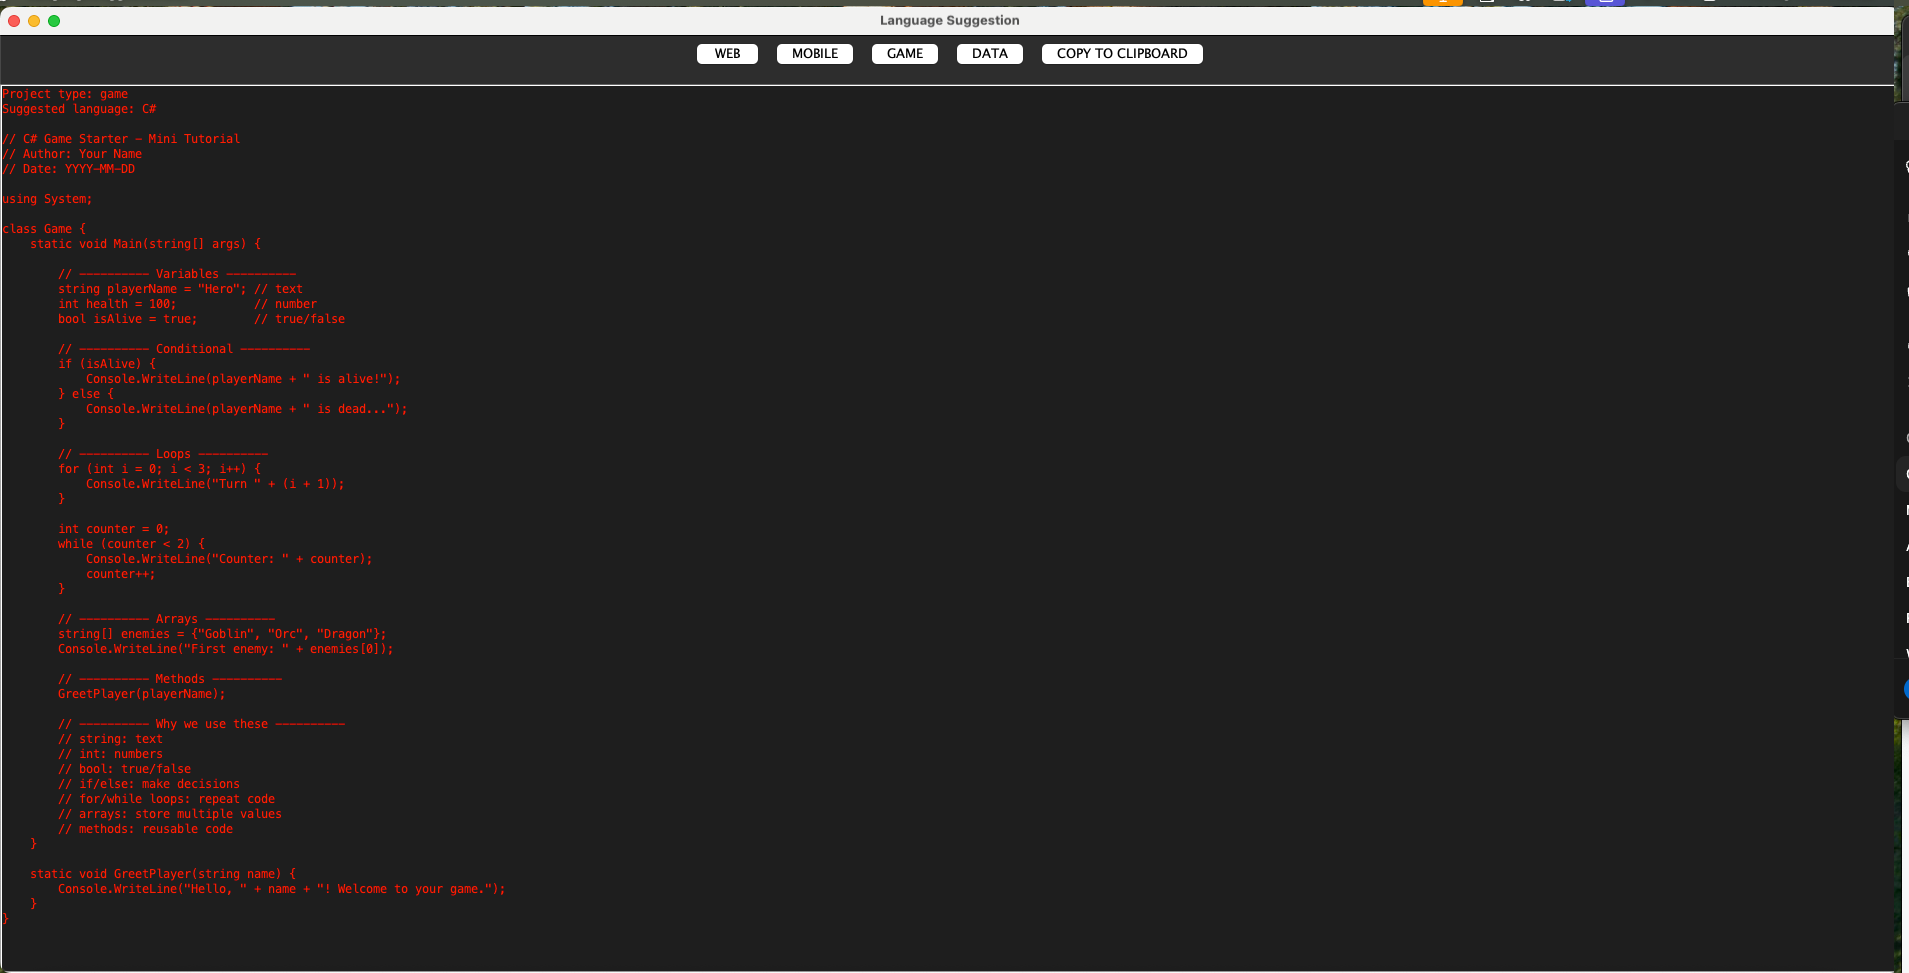 Language Suggestion
WEB MOBILE GAME DATA COPY TO CLIPBOARD
Project type: game
Suggested language: C#
// C# Game Starter - Mini Tutorial
// Author: Your Name
// Date: YYYY-MM-DD
using System;
class Game {
    static void Main(string[] args) {
        // ---------- Variables ----------
        string playerName = "Hero"; // text
        int health = 100;           // number
        bool isAlive = true;        // true/false
        // ---------- Conditional ----------
        if (isAlive) {
            Console.WriteLine(playerName + " is alive!");
        } else {
            Console.WriteLine(playerName + " is dead...");
        }
        // ---------- Loops ----------
        for (int i = 0; i < 3; i++) {
            Console.WriteLine("Turn " + (i + 1));
        }
        int counter = 0;
        while (counter < 2) {
            Console.WriteLine("Counter: " + counter);
            counter++;
        }
        // ---------- Arrays ----------
        string[] enemies = {"Goblin", "Orc", "Dragon"};
        Console.WriteLine("First enemy: " + enemies[0]);
        // ---------- Methods ----------
        GreetPlayer(playerName);
        // ---------- Why we use these ----------
        // string: text
        // int: numbers
        // bool: true/false
        // if/else: make decisions
        // for/while loops: repeat code
        // arrays: store multiple values
        // methods: reusable code
    }
    static void GreetPlayer(string name) {
        Console.WriteLine("Hello, " + name + "! Welcome to your game.");
    }
}